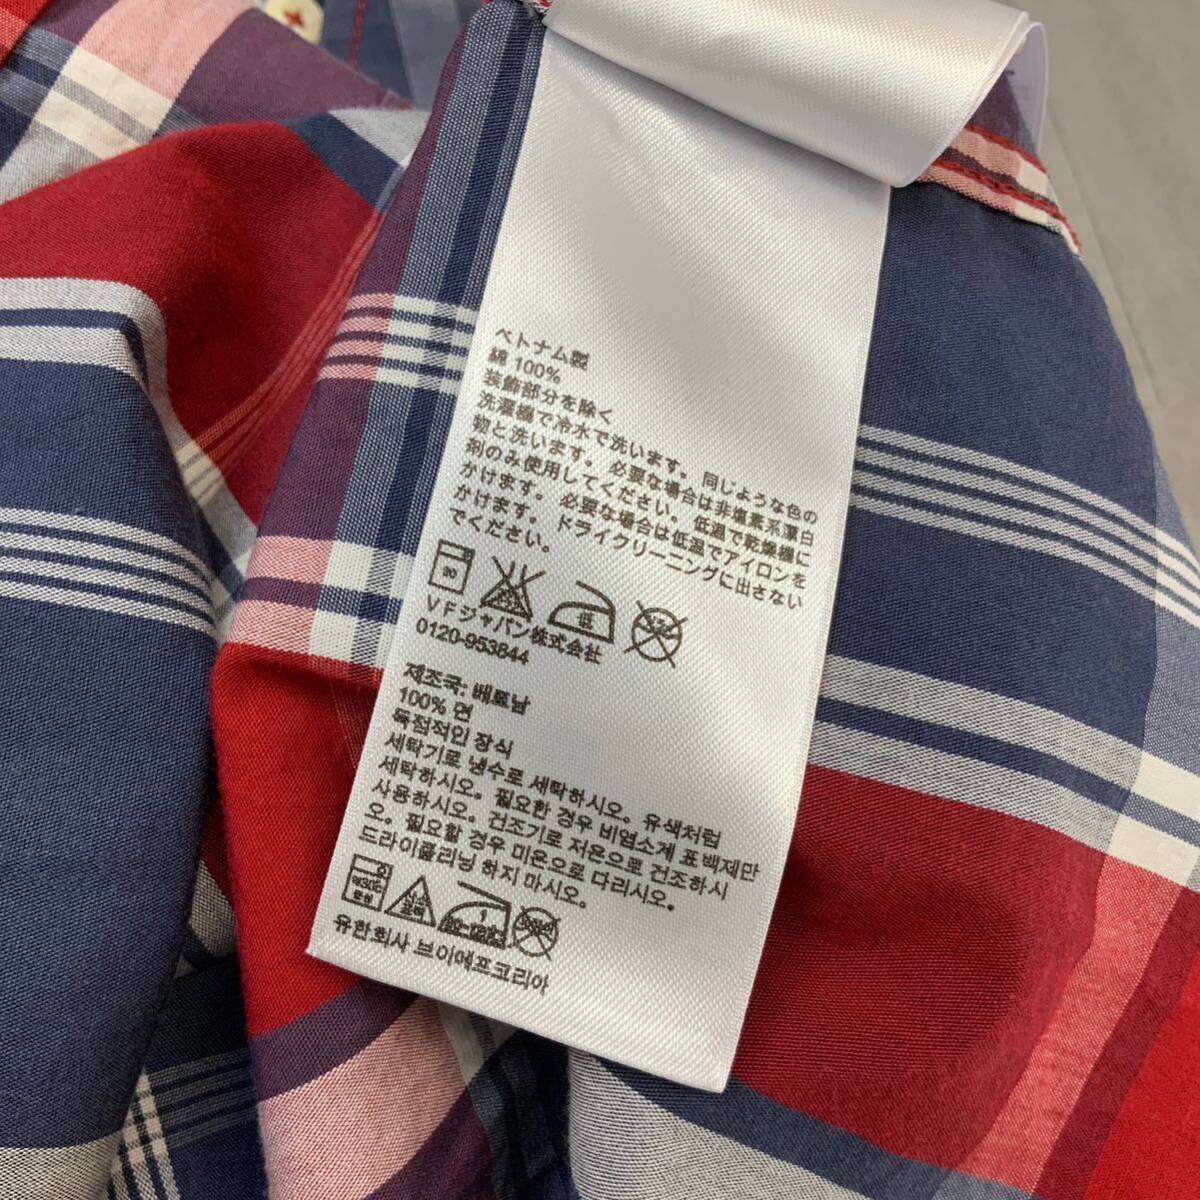 ベトナム製
綿 100%
装飾部分を除く
洗濯機で冷水で洗います。同じような色の
物と洗います。必要な場合は非塩素系漂白
剤のみ使用してください。低温で乾燥機に
かけます。必要な場合は低温でアイロンを
かけます。ドライクリーニングに出さない
でください。
30
低
VFジャパン株式会社
0120-953844
제조국: 베트남
100% 면
독점적인 장식
세탁기로 냉수로 세탁하시오. 유색처럼
세탁하시오. 필요한 경우 비염소계 표백제만
사용하시오. 건조기로 저온으로 건조하시
오. 필요할 경우 미온으로 다리시오.
드라이클리닝 하지 마시오.
유한회사 브이에프코리아